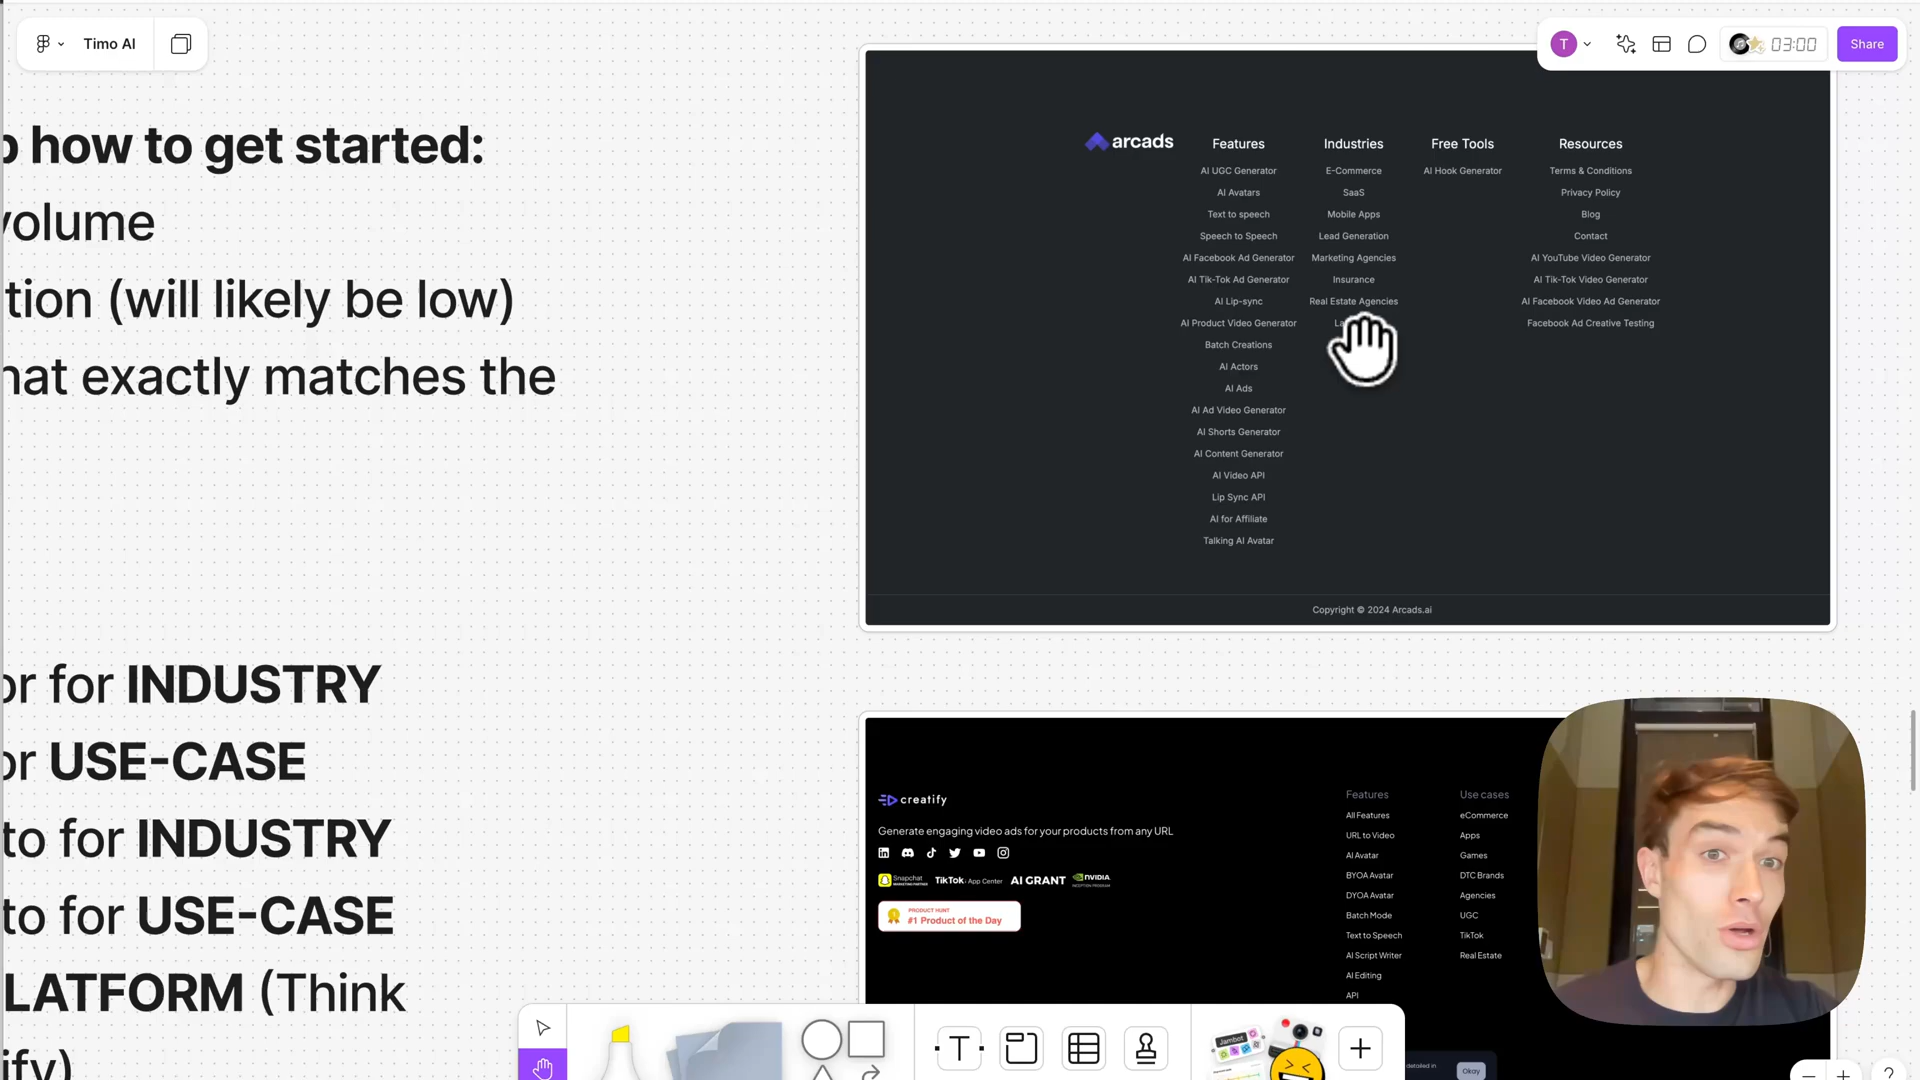 Timo AI
T
03:00
Share
how to get started:
volume
tion (will likely be low)
hat exactly matches the
or for INDUSTRY
or USE-CASE
to for INDUSTRY
to for USE-CASE
LATFORM (Think
ify)
arcads
Features
AI UGC Generator
AI Avatars
Text to speech
Speech to Speech
AI Facebook Ad Generator
AI Tik-Tok Ad Generator
AI Lip-sync
AI Product Video Generator
Batch Creations
AI Actors
AI Ads
AI Ad Video Generator
AI Shorts Generator
AI Content Generator
AI Video API
Lip Sync API
AI for Affiliate
Talking AI Avatar
Industries
E-Commerce
SaaS
Mobile Apps
Lead Generation
Marketing Agencies
Insurance
Real Estate Agencies
Free Tools
AI Hook Generator
Resources
Terms & Conditions
Privacy Policy
Blog
Contact
AI YouTube Video Generator
AI Tik-Tok Video Generator
AI Facebook Video Ad Generator
Facebook Ad Creative Testing
Copyright © 2024 Arcads.ai
creatify
Generate engaging video ads for your products from any URL
Snapchat
TikTok: App Center
AI GRANT
NVIDIA
PRODUCT HUNT
#1 Product of the Day
Features
All Features
URL to Video
AI Avatar
BYOA Avatar
DYOA Avatar
Batch Mode
Text to Speech
AI Script Writer
AI Editing
API
Use cases
eCommerce
Apps
Games
DTC Brands
Agencies
UGC
TikTok
Real Estate
T
Jambot
detailed in
Okay
?